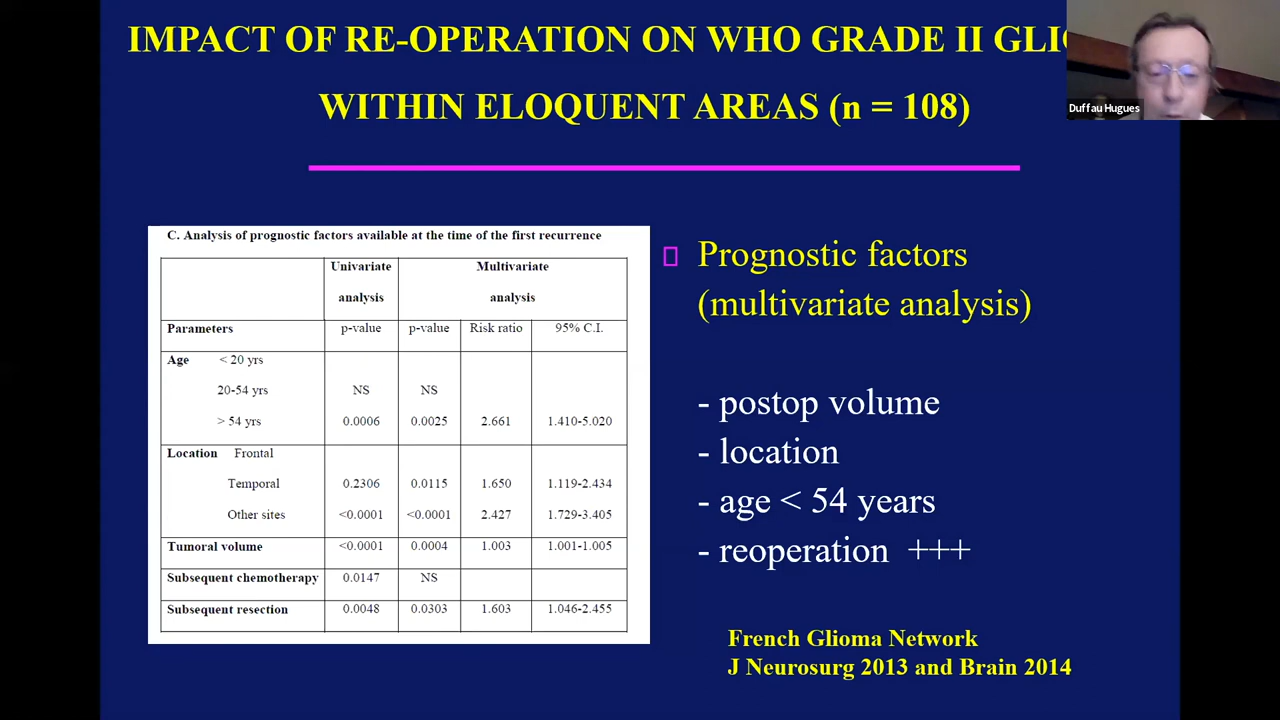 IMPACT OF RE-OPERATION ON WHO GRADE II
WITHIN ELOQUENT AREAS (n = 108)
Duffau Hugues
C. Analysis of prognostic factors available at the time of the first recurrence
Univariate analysis Multivariate analysis
Parameters p-value p-value Risk ratio 95% C.I.
Age < 20 yrs
20-54 yrs NS NS
> 54 yrs 0.0006 0.0025 2.661 1.410-5.020
Location Frontal
Temporal 0.2306 0.0115 1.650 1.119-2.434
Other sites <0.0001 <0.0001 2.427 1.729-3.405
Tumoral volume <0.0001 0.0004 1.003 1.001-1.005
Subsequent chemotherapy 0.0147 NS
Subsequent resection 0.0048 0.0303 1.603 1.046-2.455
Prognostic factors
(multivariate analysis)
- postop volume
- location
- age < 54 years
- reoperation +++
French Glioma Network
J Neurosurg 2013 and Brain 2014